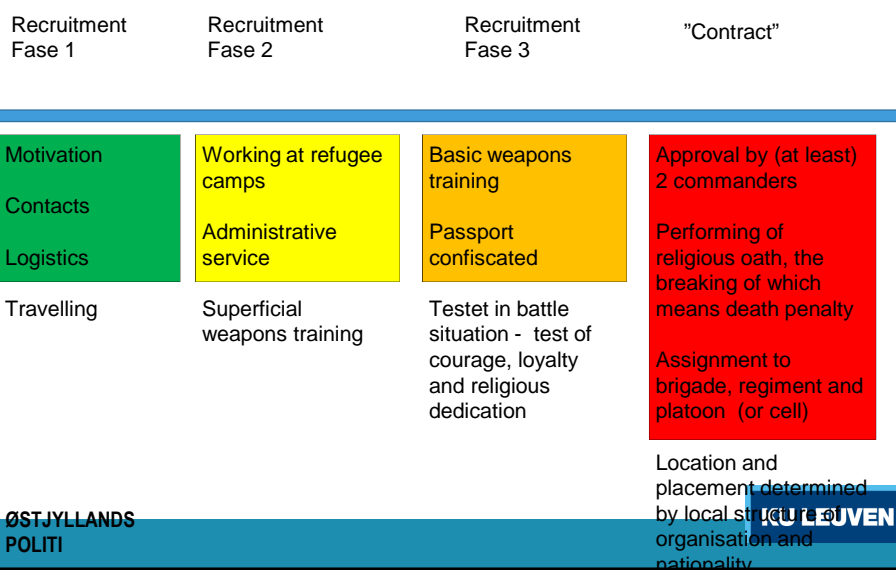 Recruitment
Fase 1
Recruitment
Fase 2
Recruitment
Fase 3
”Contract”
Motivation
Contacts
Logistics
Travelling
Working at refugee
camps
Administrative
service
Superficial
weapons training
Basic weapons
training
Passport
confiscated
Testet in battle
situation - test of
courage, loyalty
and religious
dedication
Approval by (at least)
2 commanders
Performing of
religious oath, the
breaking of which
means death penalty
Assignment to
brigade, regiment and
platoon (or cell)
Location and
placement determined
by local structure of
organisation and
nationality
ØSTJYLLANDS
POLITI
KU LEUVEN